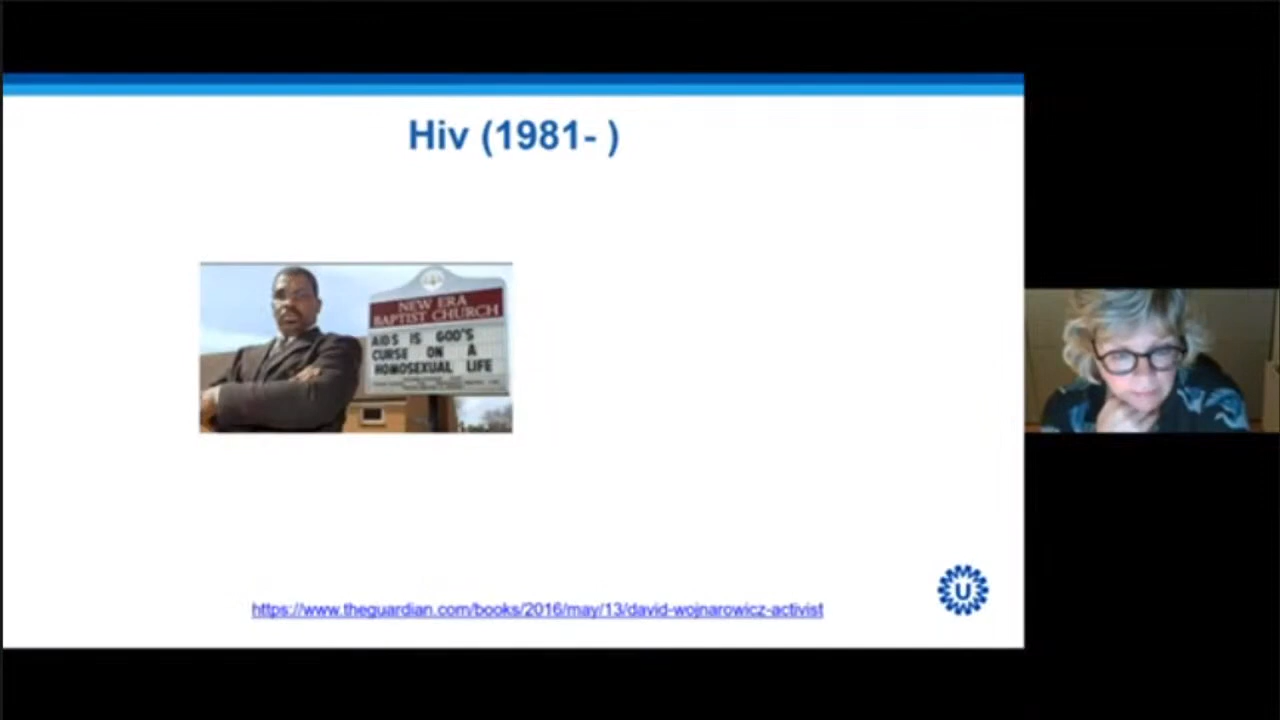 Hiv (1981- )
NEW ERA
BAPTIST CHURCH
AIDS IS GOD'S
CURSE ON A
HOMOSEXUAL LIFE
https://www.theguardian.com/books/2016/may/13/david-wojnarowicz-activist
U